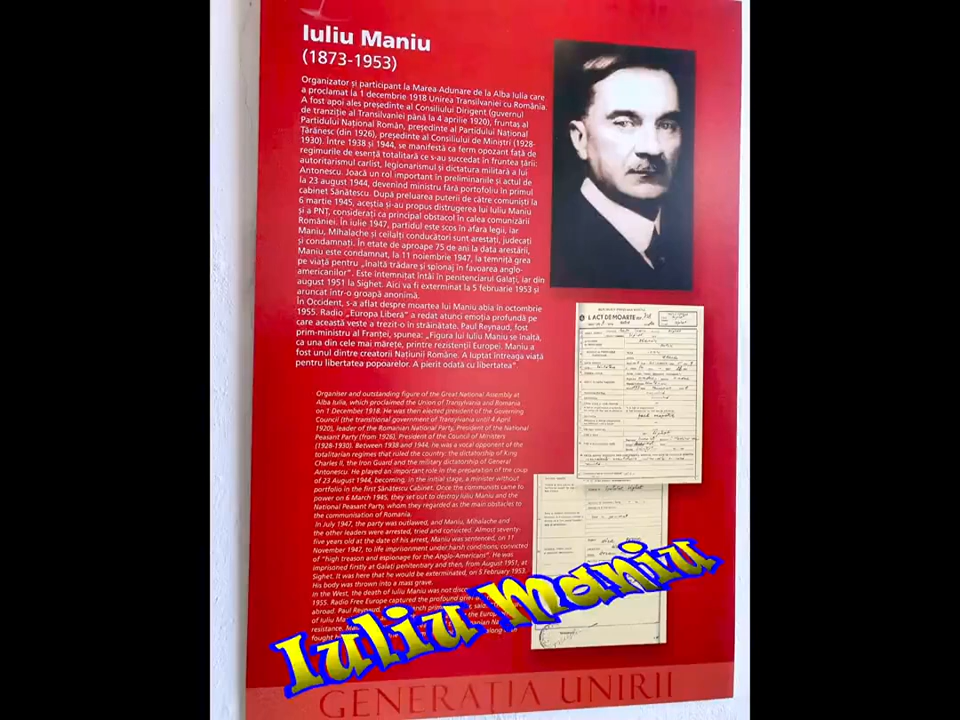 Iuliu Maniu
(1873-1953)
Organizator și participant la Marea Adunare de la Alba Iulia care
a proclamat la 1 decembrie 1918 Unirea Transilvaniei cu România.
A fost apoi ales președinte al Consiliului Dirigent (guvernul
de tranziție al Transilvaniei până la 4 aprilie 1920), fruntaș al
Partidului Național Român, președinte al Partidului Național
Țărănesc (din 1926), președinte al Consiliului de Miniștri (1928-
1930). Între 1938 și 1944, se manifestă ca ferm opozant față de
regimurile de esență totalitară ce s-au succedat în fruntea țării:
autoritarismul carlist, legionarismul și dictatura militară a lui
Antonescu. Joacă un rol important în preliminariile și actul de
la 23 august 1944, devenind ministru fără portofoliu în primul
cabinet Sănătescu. După preluarea puterii de către comuniști la
6 martie 1945, aceștia și-au propus distrugerea lui Iuliu Maniu
și a PNȚ, considerați ca principal obstacol în calea comunizării
României. În iulie 1947, partidul este scos în afara legii, iar
Maniu, Mihalache și ceilalți conducători sunt arestați, judecați
și condamnați. În etate de aproape 75 de ani la data arestării,
Maniu este condamnat, la 11 noiembrie 1947, la temniță grea
pe viață pentru „înaltă trădare și spionaj în favoarea anglo-
americanilor". Este întemnițat întâi în penitenciarul Galați, iar din
august 1951 la Sighet. Aici va fi exterminat la 5 februarie 1953 și
aruncat într-o groapă anonimă.
În Occident, s-a aflat despre moartea lui Maniu abia în octombrie
1955. Radio „Europa Liberă" a redat atunci emoția profundă pe
care această veste a trezit-o în străinătate. Paul Reynaud, fost
prim-ministru al Franței, spunea: „Figura lui Iuliu Maniu se înalță,
ca una din cele mai mărețe, printre rezistenții Europei. Maniu a
fost unul dintre creatorii Națiunii Române. A luptat întreaga viață
pentru libertatea popoarelor. A pierit odată cu libertatea".
Organiser and outstanding figure of the Great National Assembly at
Alba Iulia, which proclaimed the Union of Transylvania and Romania
on 1 December 1918. He was then elected president of the Governing
Council (the transitional government of Transylvania until 4 April
1920), leader of the Romanian National Party, President of the National
Peasant Party (from 1926), President of the Council of Ministers
(1928-1930). Between 1938 and 1944, he was a vocal opponent of the
totalitarian regimes that ruled the country: the dictatorship of King
Charles II, the Iron Guard and the military dictatorship of General
Antonescu. He played an important role in the preparation of the coup
of 23 August 1944, becoming, in the initial stage, a minister without
portfolio in the first Sănătescu Cabinet. Once the communists came to
power on 6 March 1945, they set out to destroy Iuliu Maniu and the
National Peasant Party, whom they regarded as the main obstacles to
the communisation of Romania.
In July 1947, the party was outlawed, and Maniu, Mihalache and
the other leaders were arrested, tried and convicted. Almost seventy-
five years old at the date of his arrest, Maniu was sentenced, on 11
November 1947, to life imprisonment under harsh conditions, convicted
of "high treason and espionage for the Anglo-Americans". He was
imprisoned firstly at Galați penitentiary and then, from August 1951, at
Sighet. It was here that he would be exterminated, on 5 February 1953.
His body was thrown into a mass grave.
In the West, the death of Iuliu Maniu was not
1955. Radio Free Europe captured the profound
abroad. Paul
of Iuliu
resistance,
fought
I. ACT DE MOARTE nr.
Iuliu Maniu
GENERAȚIA UNIRII